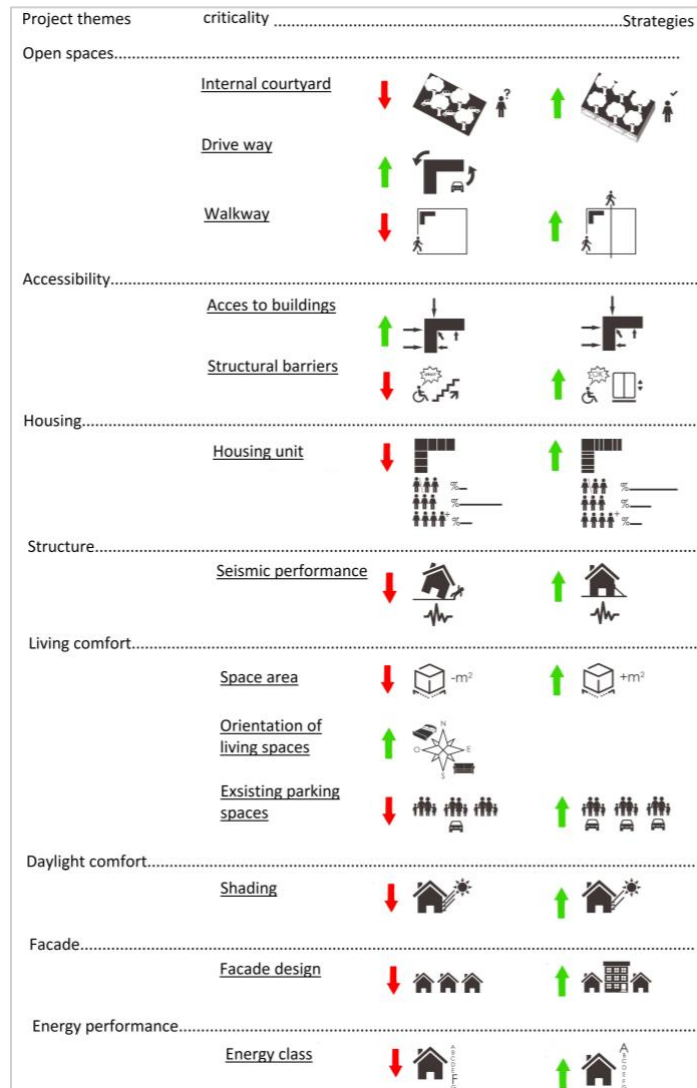 Project themes criticality ........ Strategies
Open spaces........
Internal courtyard
?
Drive way
Walkway
Accessibility........
Acces to buildings
Structural barriers
OK
Housing........
Housing unit
% %
% %
+ % + %
Structure........
Seismic performance
Living comfort........
Space area
-m² +m²
Orientation of
living spaces
N
O E
S
Exsisting parking
spaces
Daylight comfort........
Shading
Facade........
Facade design
Energy performance........
Energy class
F A